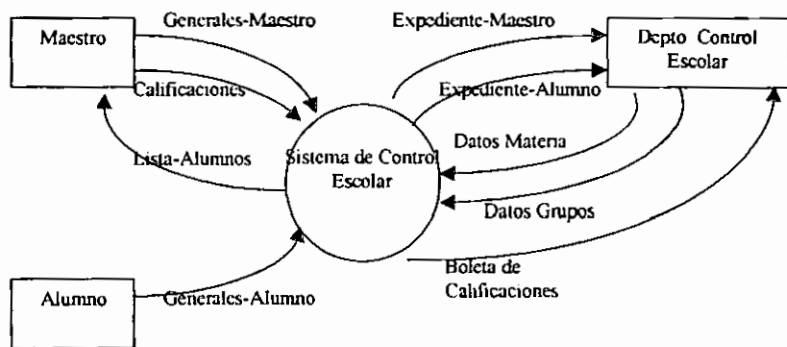 Maestro
Generales-Maestro
Calificaciones
Lista-Alumnos
Expediente-Maestro
Expediente-Alumno
Depto Control
Escolar
Sistema de Control
Escolar
Datos Materia
Datos Grupos
Boleta de
Calificaciones
Alumno
Generales-Alumno